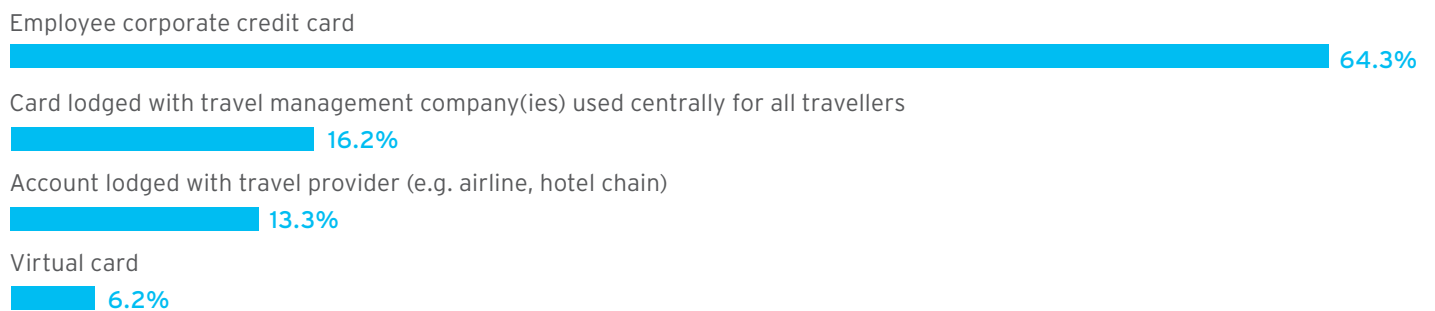 Employee corporate credit card
64.3%
Card lodged with travel management company(ies) used centrally for all travellers
16.2%
Account lodged with travel provider (e.g. airline, hotel chain)
13.3%
Virtual card
6.2%